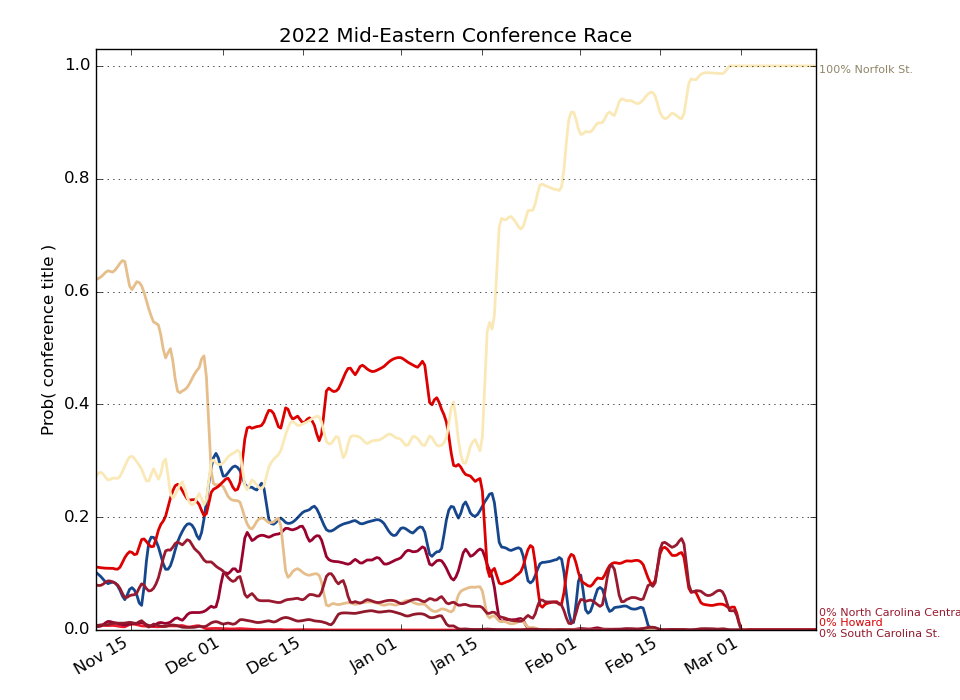 2022 Mid-Eastern Conference Race
Prob( conference title )
1.0
0.8
0.6
0.4
0.2
0.0
Nov 15
Dec 01
Dec 15
Jan 01
Jan 15
Feb 01
Feb 15
Mar 01
100% Norfolk St.
0% North Carolina Centra
0% Howard
0% South Carolina St.